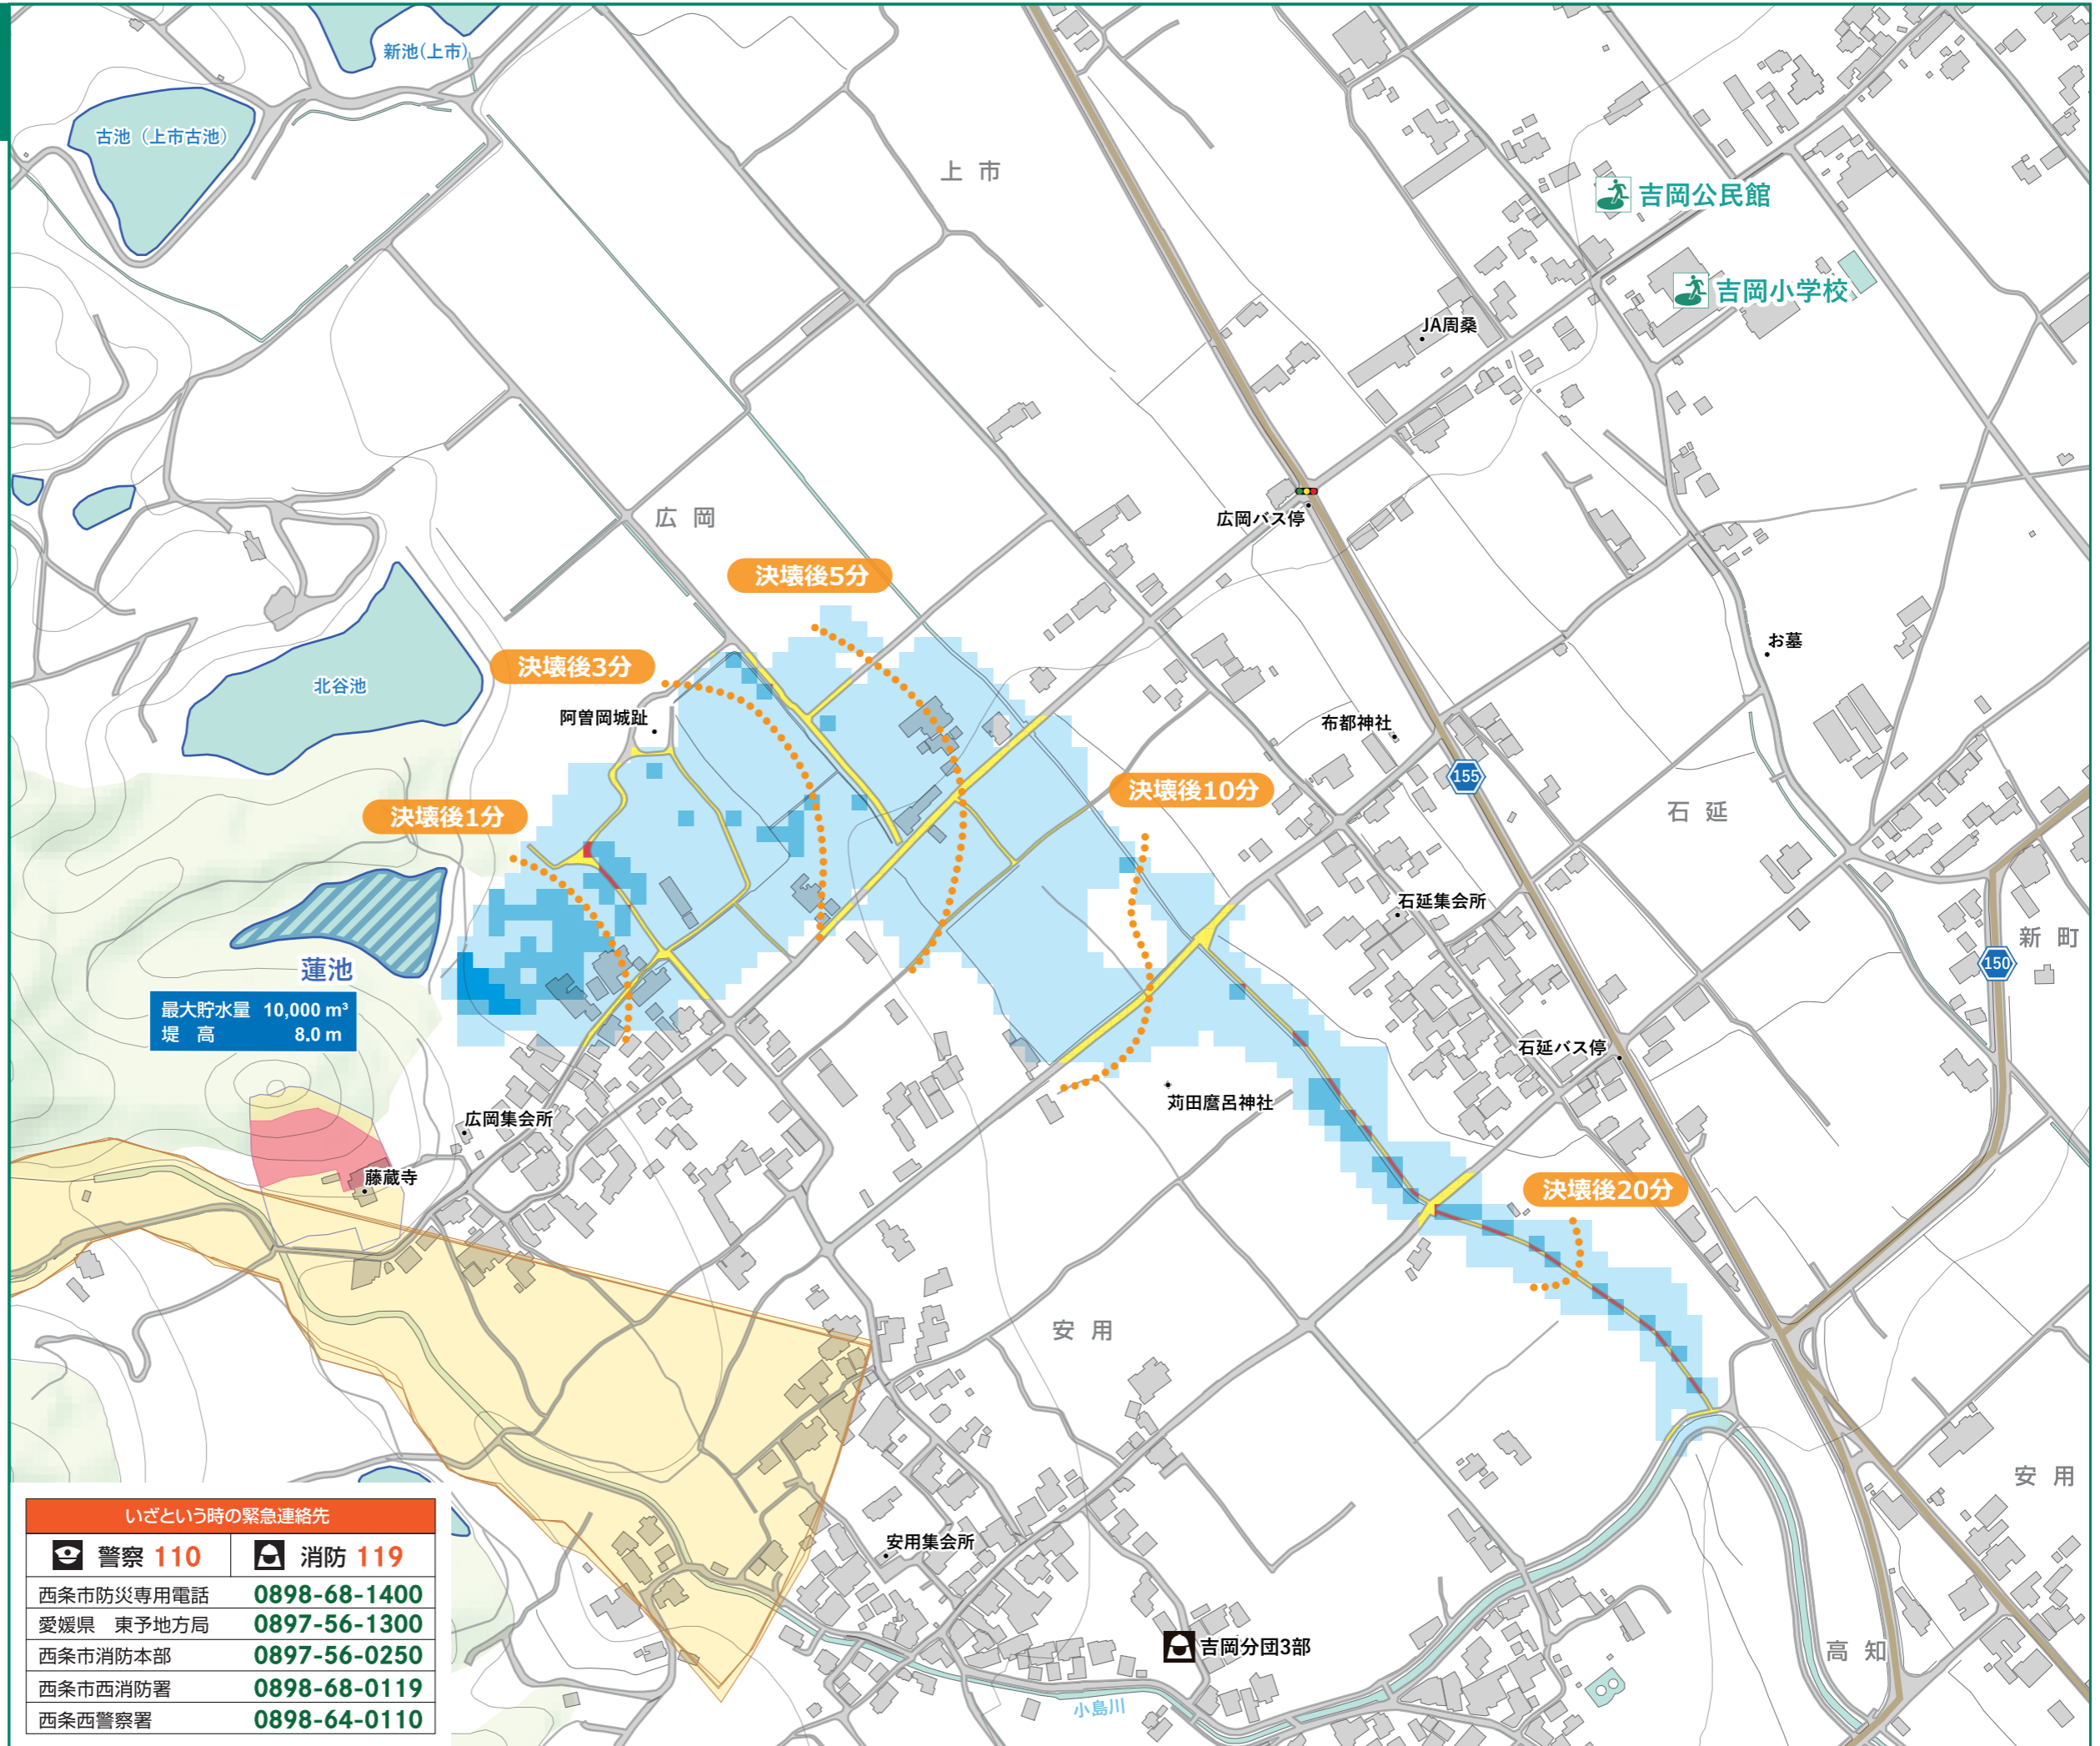 新池(上市)
古池（上市古池）
上 市
吉岡公民館
吉岡小学校
JA周桑
広岡バス停
広 岡
決壊後5分
決壊後3分
北谷池
阿曽岡城趾
お墓
布都神社
155
決壊後10分
決壊後1分
石 延
石延集会所
新 町
150
蓮池
最大貯水量 10,000 m³
堤 高 8.0 m
石延バス停
苅田麿呂神社
広岡集会所
藤蔵寺
決壊後20分
安 用
安 用
安用集会所
吉岡分団3部
高 知
小島川
いざという時の緊急連絡先
警察 110 消防 119
西条市防災専用電話 0898-68-1400
愛媛県 東予地方局 0897-56-1300
西条市消防本部 0897-56-0250
西条市西消防署 0898-68-0119
西条西警察署 0898-64-0110